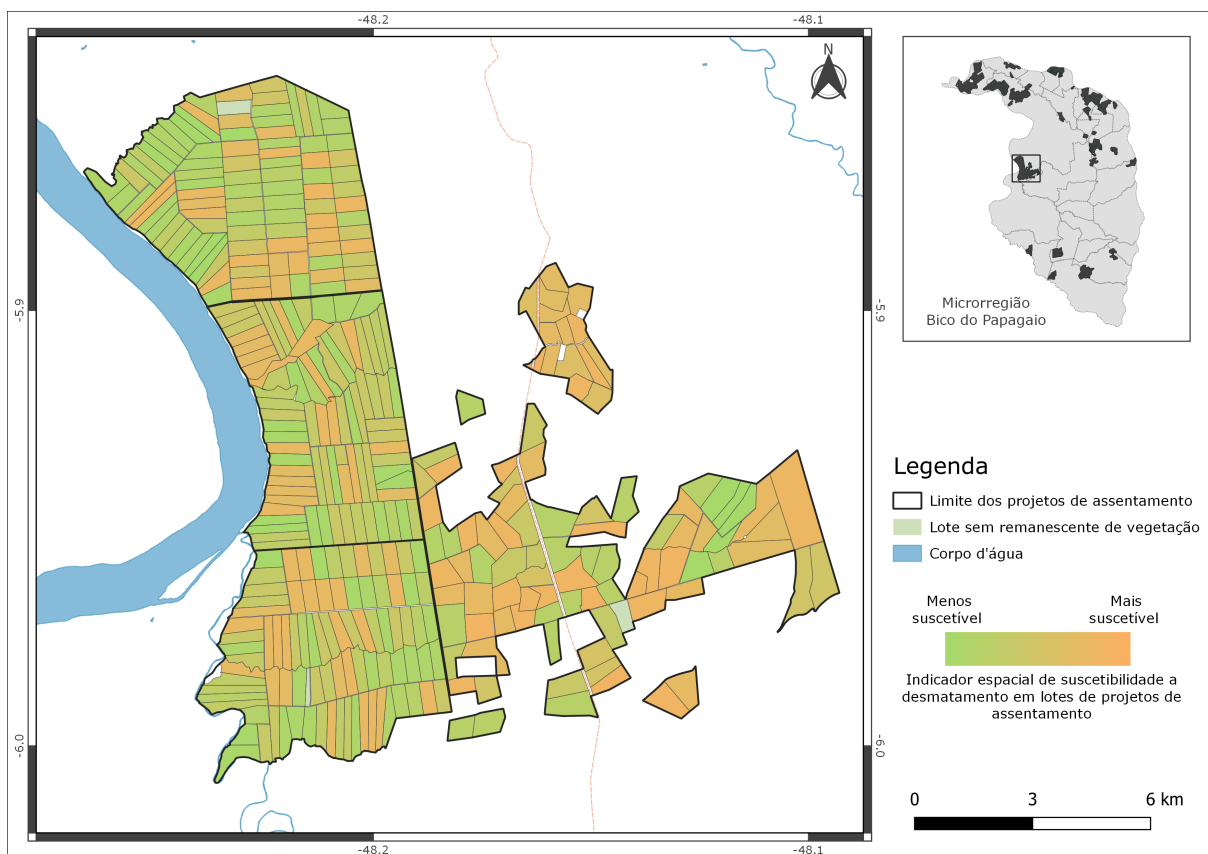 -48.2
-48.1
N
-5.9
-5.9
-6.0
-6.0
-48.2
-48.1
Microrregião
Bico do Papagaio
Legenda
Limite dos projetos de assentamento
Lote sem remanescente de vegetação
Corpo d'água
Menos
suscetível
Mais
suscetível
Indicador espacial de suscetibilidade a
desmatamento em lotes de projetos de
assentamento
0
3
6 km